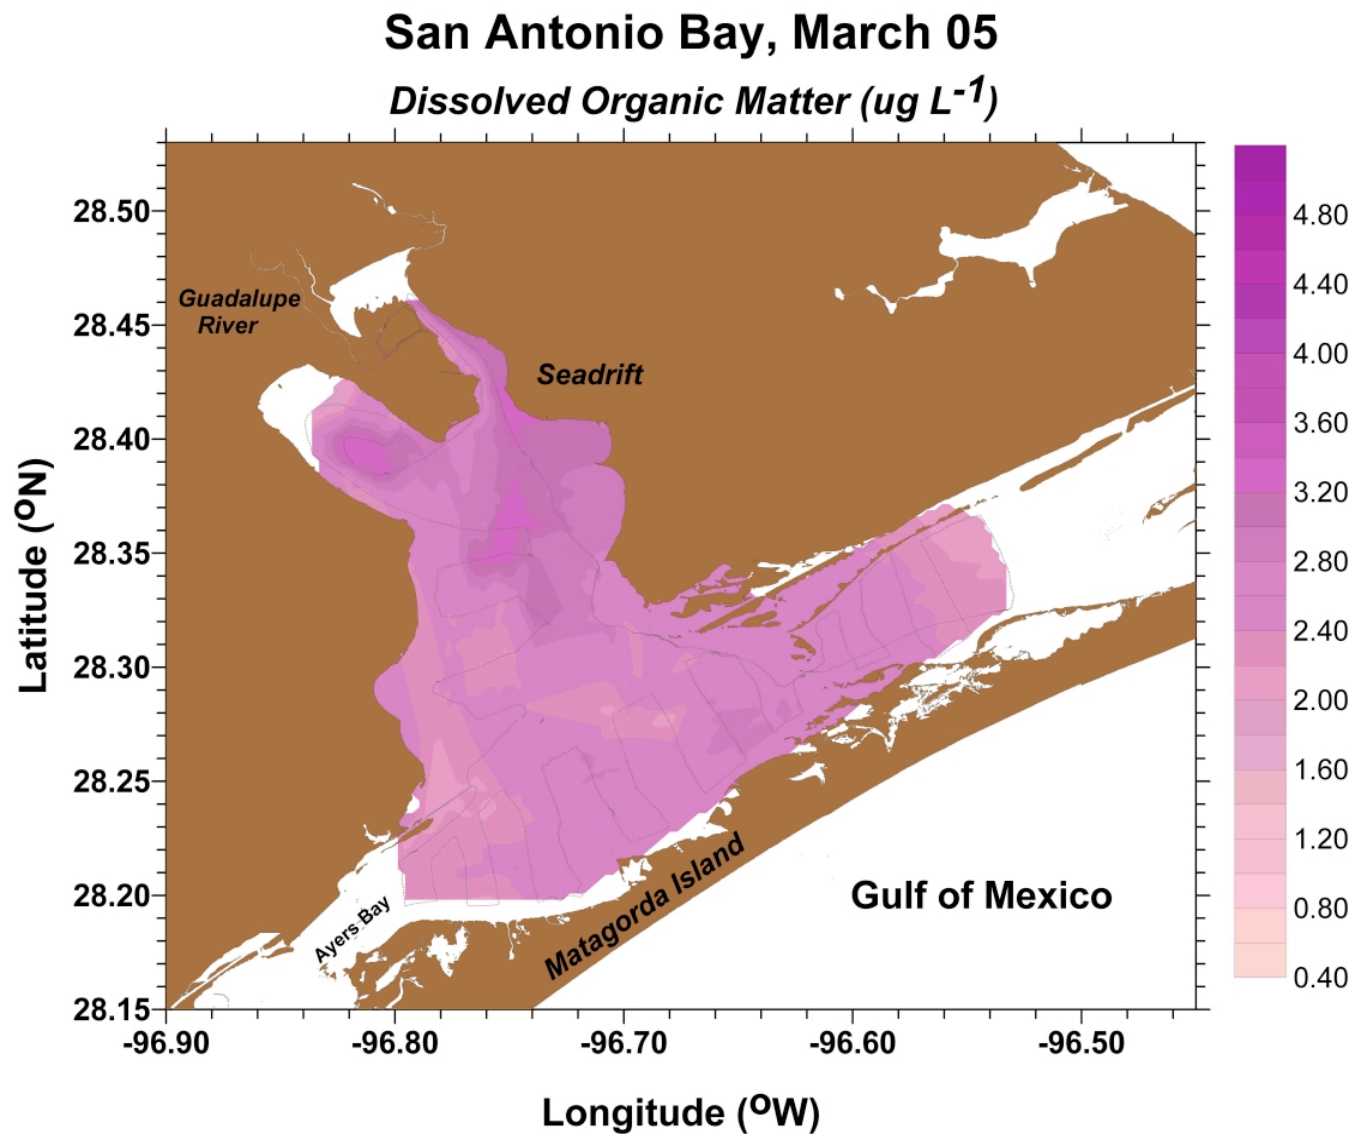 San Antonio Bay, March 05
Dissolved Organic Matter (ug L-1)
28.50
28.45
28.40
28.35
28.30
28.25
28.20
28.15
Latitude (oN)
Guadalupe
River
Seadrift
Ayers Bay
Matagorda Island
Gulf of Mexico
4.80
4.40
4.00
3.60
3.20
2.80
2.40
2.00
1.60
1.20
0.80
0.40
-96.90
-96.80
-96.70
-96.60
-96.50
Longitude (oW)